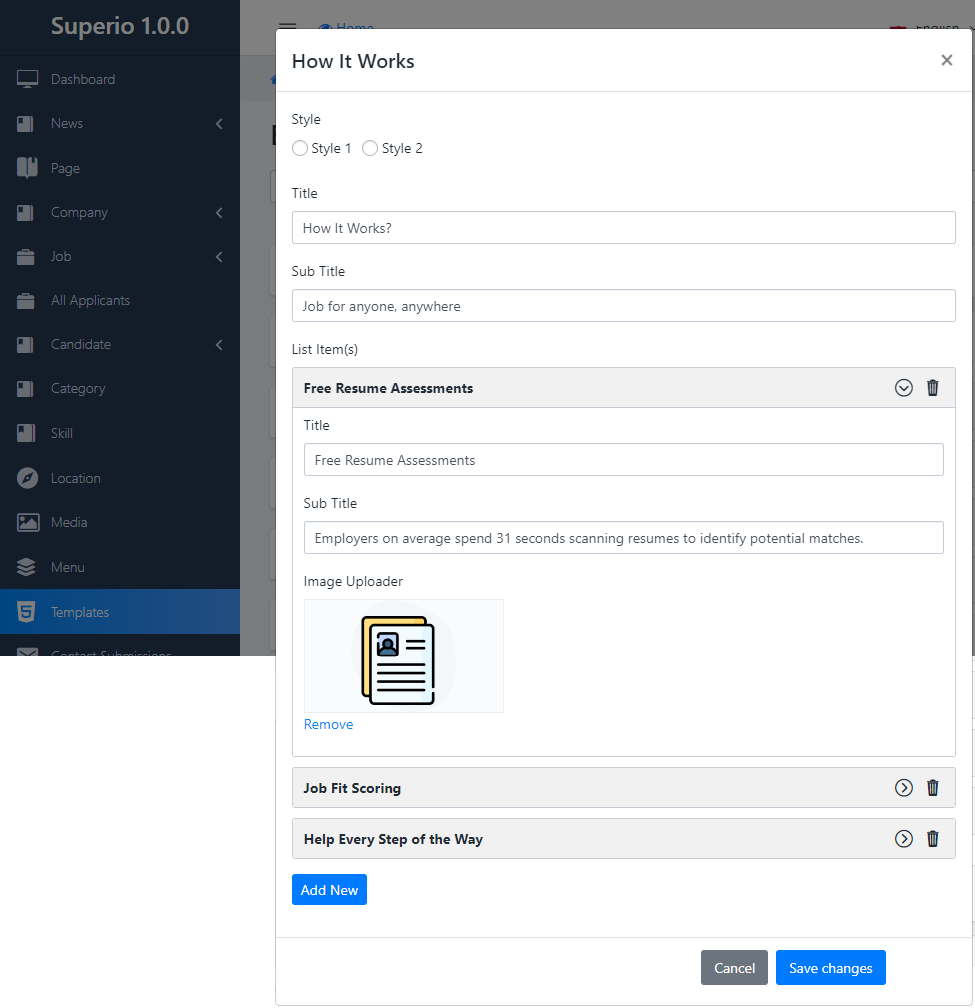 Superio 1.0.0
Home
English
Dashboard
News
Page
Company
Job
All Applicants
Candidate
Category
Skill
Location
Media
Menu
Templates
Contact Submissions
How It Works
×
Style
Style 1 Style 2
Title
How It Works?
Sub Title
Job for anyone, anywhere
List Item(s)
Free Resume Assessments
Title
Free Resume Assessments
Sub Title
Employers on average spend 31 seconds scanning resumes to identify potential matches.
Image Uploader
Remove
Job Fit Scoring
Help Every Step of the Way
Add New
Cancel Save changes